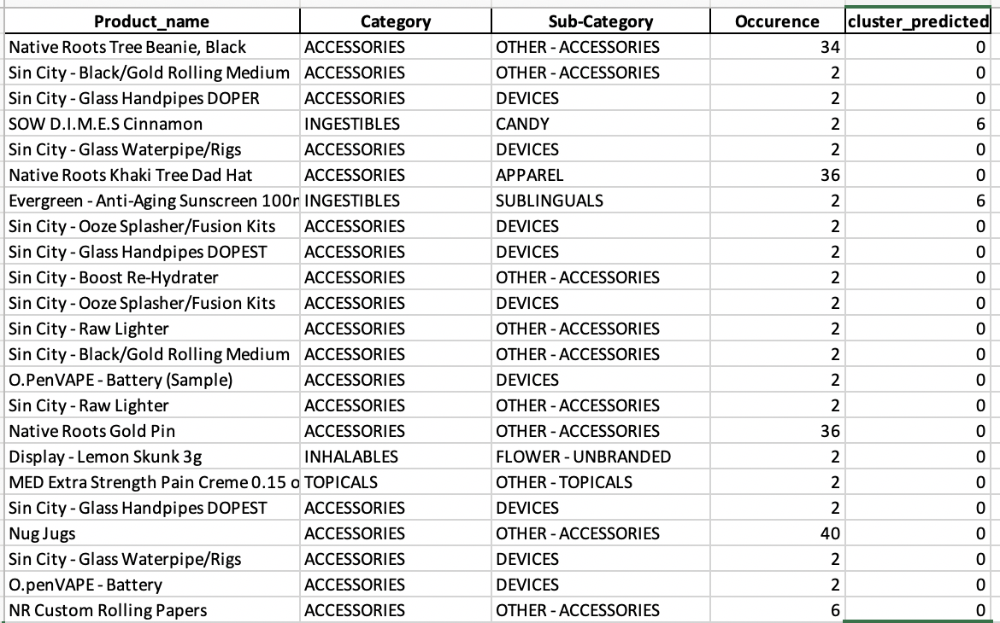 Product_name Category Sub-Category Occurence cluster_predicted
Native Roots Tree Beanie, Black ACCESSORIES OTHER - ACCESSORIES 34 0
Sin City - Black/Gold Rolling Medium ACCESSORIES OTHER - ACCESSORIES 2 0
Sin City - Glass Handpipes DOPER ACCESSORIES DEVICES 2 0
SOW D.I.M.E.S Cinnamon INGESTIBLES CANDY 2 6
Sin City - Glass Waterpipe/Rigs ACCESSORIES DEVICES 2 0
Native Roots Khaki Tree Dad Hat ACCESSORIES APPAREL 36 0
Evergreen - Anti-Aging Sunscreen 100m INGESTIBLES SUBLINGUALS 2 6
Sin City - Ooze Splasher/Fusion Kits ACCESSORIES DEVICES 2 0
Sin City - Glass Handpipes DOPEST ACCESSORIES DEVICES 2 0
Sin City - Boost Re-Hydrater ACCESSORIES OTHER - ACCESSORIES 2 0
Sin City - Ooze Splasher/Fusion Kits ACCESSORIES DEVICES 2 0
Sin City - Raw Lighter ACCESSORIES OTHER - ACCESSORIES 2 0
Sin City - Black/Gold Rolling Medium ACCESSORIES OTHER - ACCESSORIES 2 0
O.PenVAPE - Battery (Sample) ACCESSORIES DEVICES 2 0
Sin City - Raw Lighter ACCESSORIES OTHER - ACCESSORIES 2 0
Native Roots Gold Pin ACCESSORIES OTHER - ACCESSORIES 36 0
Display - Lemon Skunk 3g INHALABLES FLOWER - UNBRANDED 2 0
MED Extra Strength Pain Creme 0.15 o TOPICALS OTHER - TOPICALS 2 0
Sin City - Glass Handpipes DOPEST ACCESSORIES DEVICES 2 0
Nug Jugs ACCESSORIES OTHER - ACCESSORIES 40 0
Sin City - Glass Waterpipe/Rigs ACCESSORIES DEVICES 2 0
O.penVAPE - Battery ACCESSORIES DEVICES 2 0
NR Custom Rolling Papers ACCESSORIES OTHER - ACCESSORIES 6 0